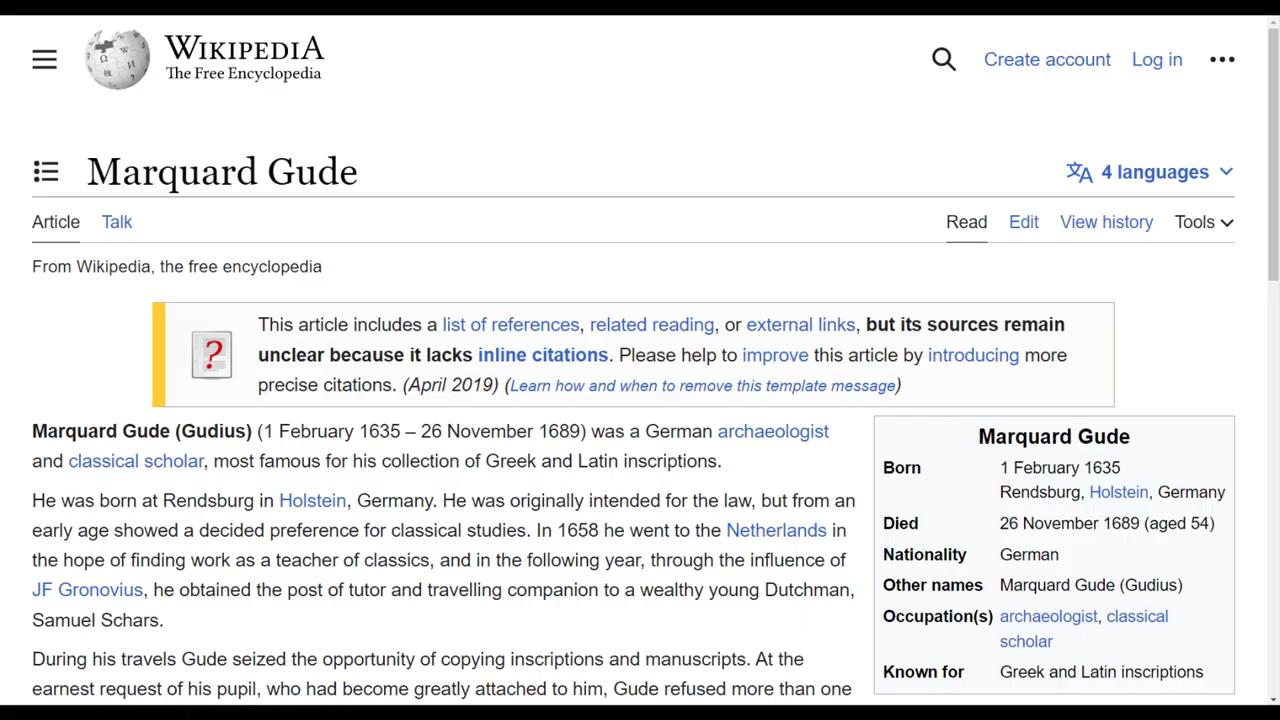 WIKIPEDIA
The Free Encyclopedia
Create account Log in
Marquard Gude
4 languages
Article Talk
Read Edit View history Tools
From Wikipedia, the free encyclopedia
This article includes a list of references, related reading, or external links, but its sources remain
unclear because it lacks inline citations. Please help to improve this article by introducing more
precise citations. (April 2019) (Learn how and when to remove this template message)
Marquard Gude (Gudius) (1 February 1635 – 26 November 1689) was a German archaeologist
and classical scholar, most famous for his collection of Greek and Latin inscriptions.
He was born at Rendsburg in Holstein, Germany. He was originally intended for the law, but from an
early age showed a decided preference for classical studies. In 1658 he went to the Netherlands in
the hope of finding work as a teacher of classics, and in the following year, through the influence of
JF Gronovius, he obtained the post of tutor and travelling companion to a wealthy young Dutchman,
Samuel Schars.
During his travels Gude seized the opportunity of copying inscriptions and manuscripts. At the
earnest request of his pupil, who had become greatly attached to him, Gude refused more than one
Marquard Gude
Born 1 February 1635
Rendsburg, Holstein, Germany
Died 26 November 1689 (aged 54)
Nationality German
Other names Marquard Gude (Gudius)
Occupation(s) archaeologist, classical
scholar
Known for Greek and Latin inscriptions